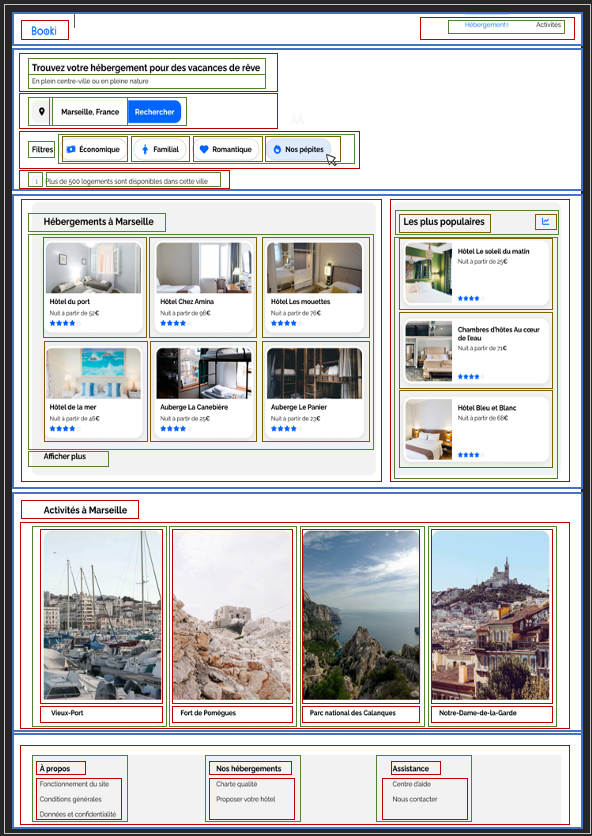 Booki
Hébergements Activités
Trouvez votre hébergement pour des vacances de rêve
En plein centre-ville ou en pleine nature
Marseille, France Rechercher
Filtres Économique Familial Romantique Nos pépites
i Plus de 500 logements sont disponibles dans cette ville
Hébergements à Marseille
Hôtel du port
Nuit à partir de 52€
Hôtel Chez Amina
Nuit à partir de 96€
Hôtel Les mouettes
Nuit à partir de 76€
Hôtel de la mer
Nuit à partir de 46€
Auberge La Canebière
Nuit à partir de 25€
Auberge Le Panier
Nuit à partir de 23€
Afficher plus
Les plus populaires
Hôtel Le soleil du matin
Nuit à partir de 25€
Chambres d'hôtes Au cœur
de l'eau
Nuit à partir de 71€
Hôtel Bleu et Blanc
Nuit à partir de 68€
Activités à Marseille
Vieux-Port
Fort de Pomègues
Parc national des Calanques
Notre-Dame-de-la-Garde
À propos
Fonctionnement du site
Conditions générales
Données et confidentialité
Nos hébergements
Charte qualité
Proposer votre hôtel
Assistance
Centre d'aide
Nous contacter